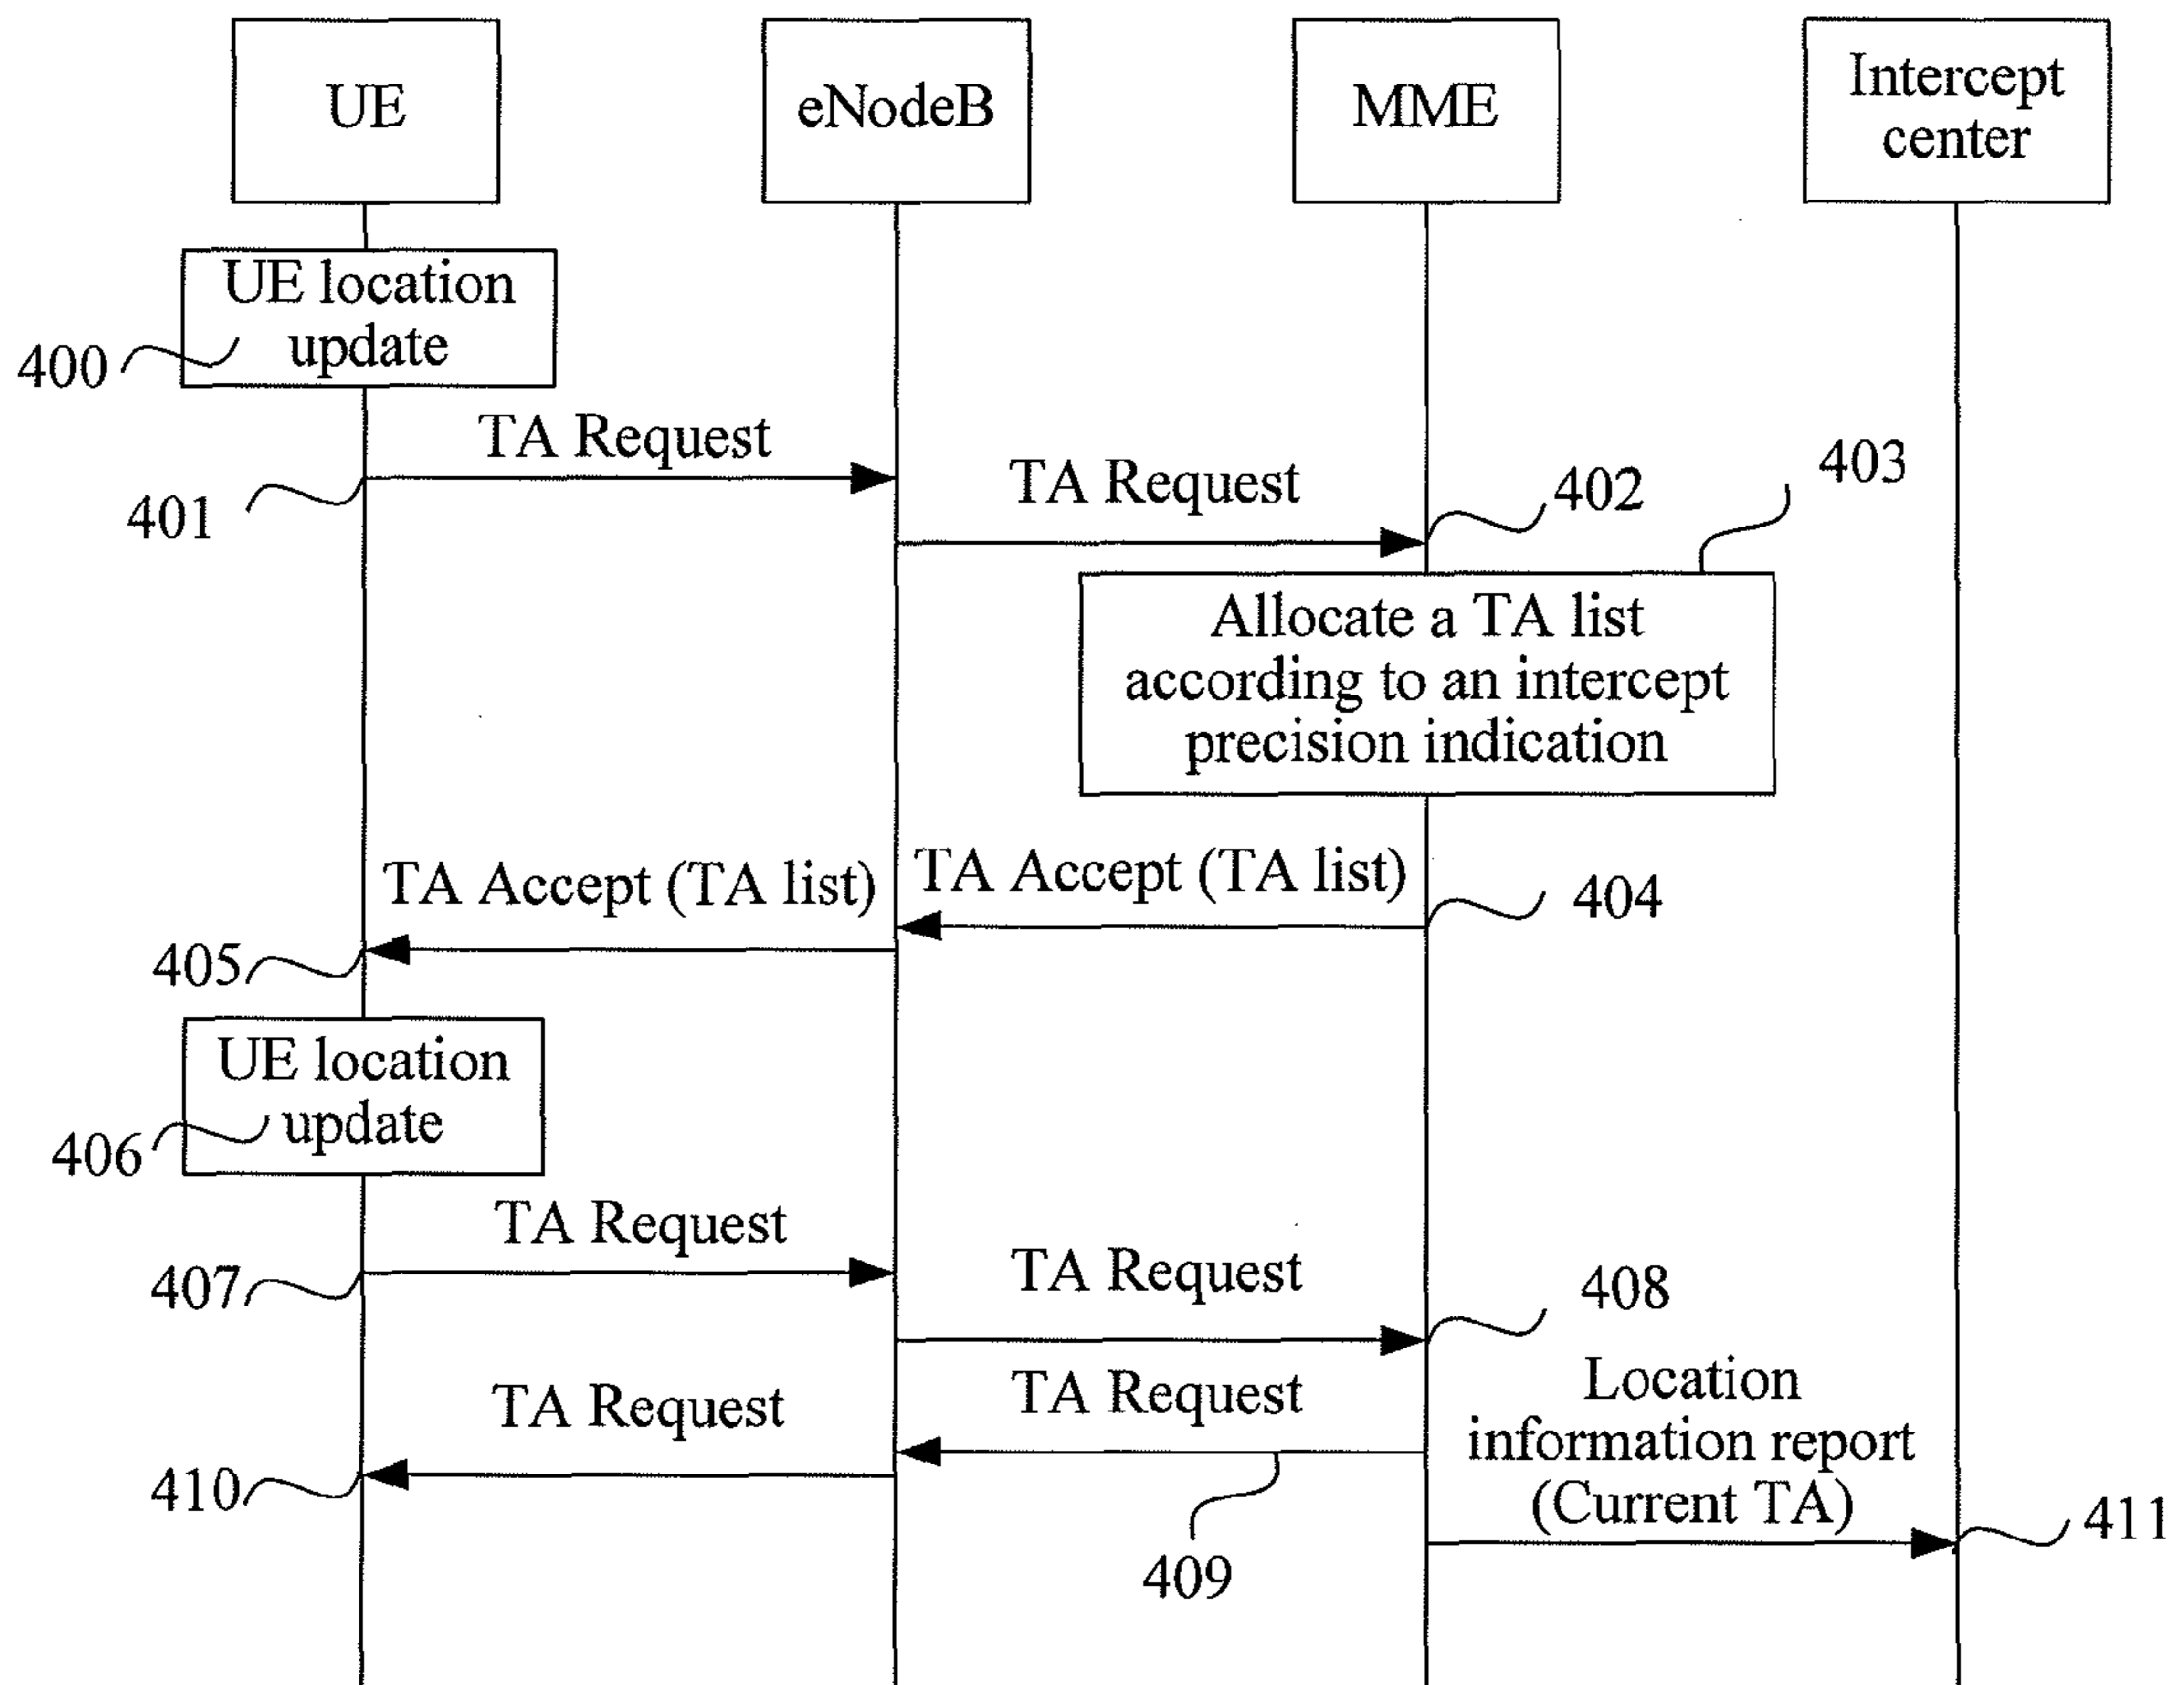 UE
eNodeB
MME
Intercept
center
UE location
update
400
TA Request
401
TA Request
402
403
Allocate a TA list
according to an intercept
precision indication
TA Accept (TA list)
TA Accept (TA list)
404
405
UE location
update
406
TA Request
407
TA Request
408
TA Request
TA Request
409
410
Location
information report
(Current TA)
411